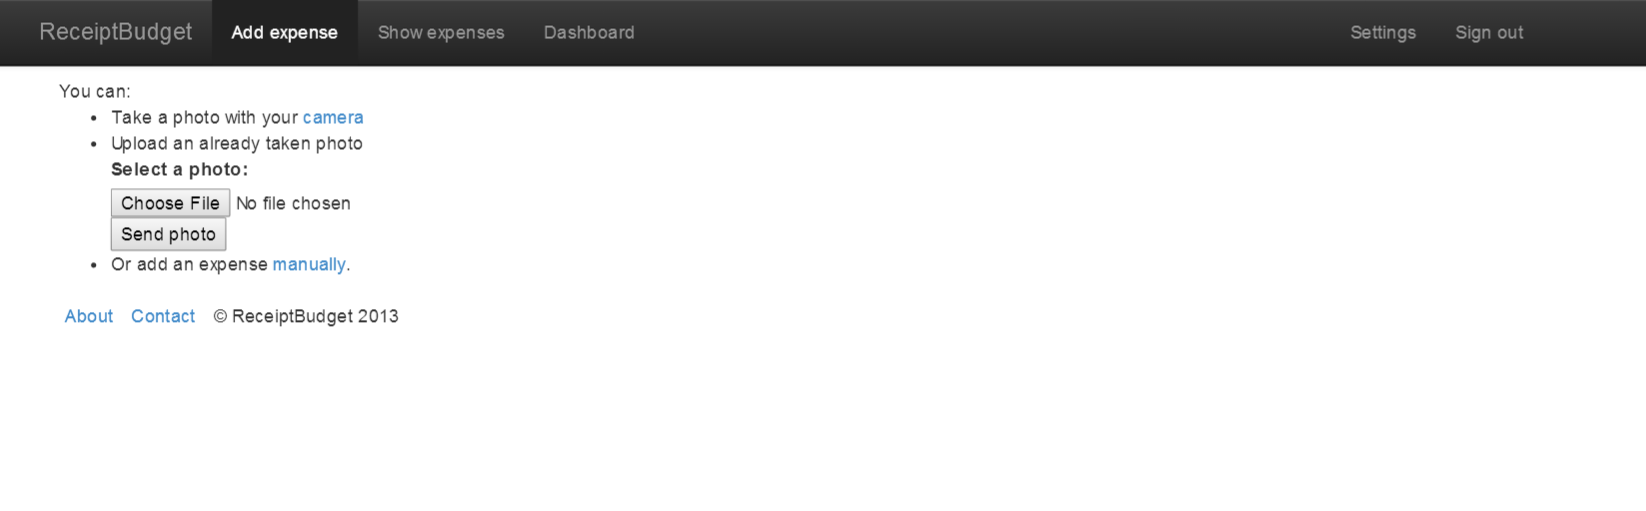 ReceiptBudget Add expense Show expenses Dashboard Settings Sign out
You can:
• Take a photo with your camera
• Upload an already taken photo
Select a photo:
Choose File No file chosen
Send photo
• Or add an expense manually.
About Contact © ReceiptBudget 2013